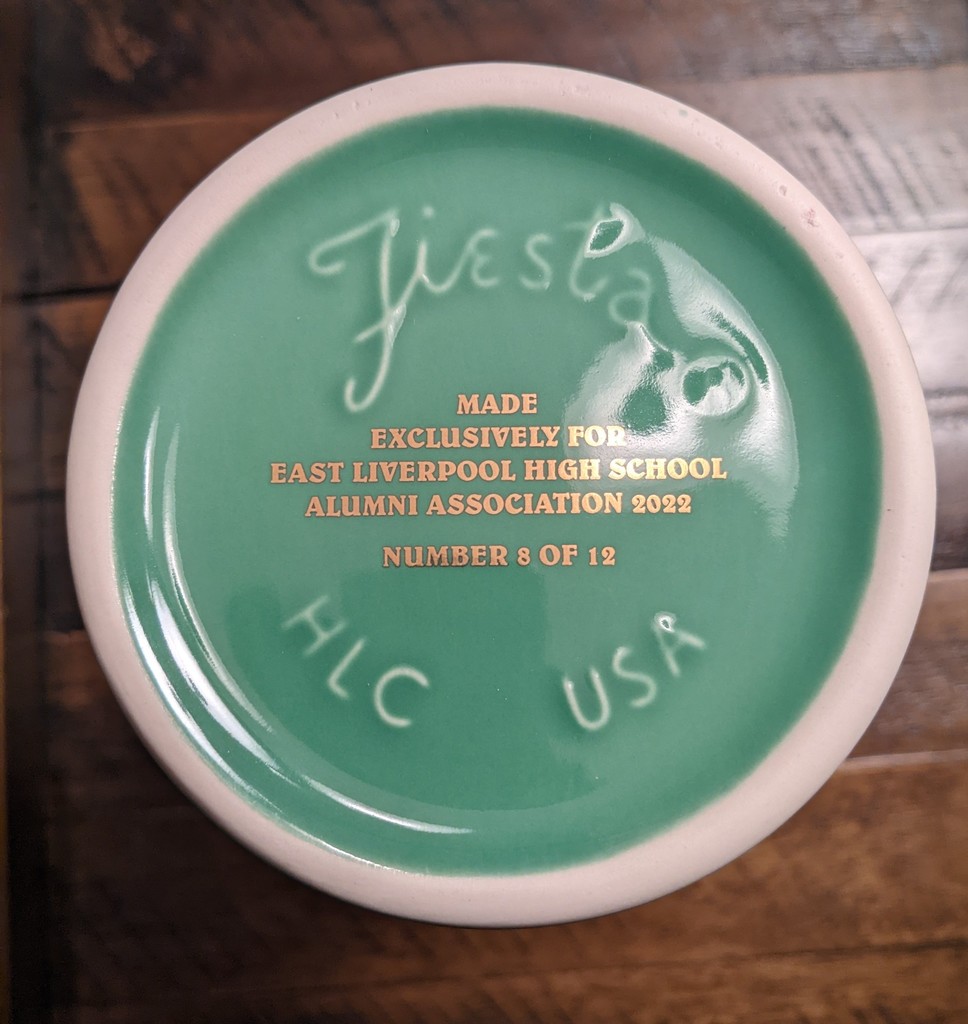 Fiesta
MADE
EXCLUSIVELY FOR
EAST LIVERPOOL HIGH SCHOOL
ALUMNI ASSOCIATION 2022
NUMBER 8 OF 12
HLC USA